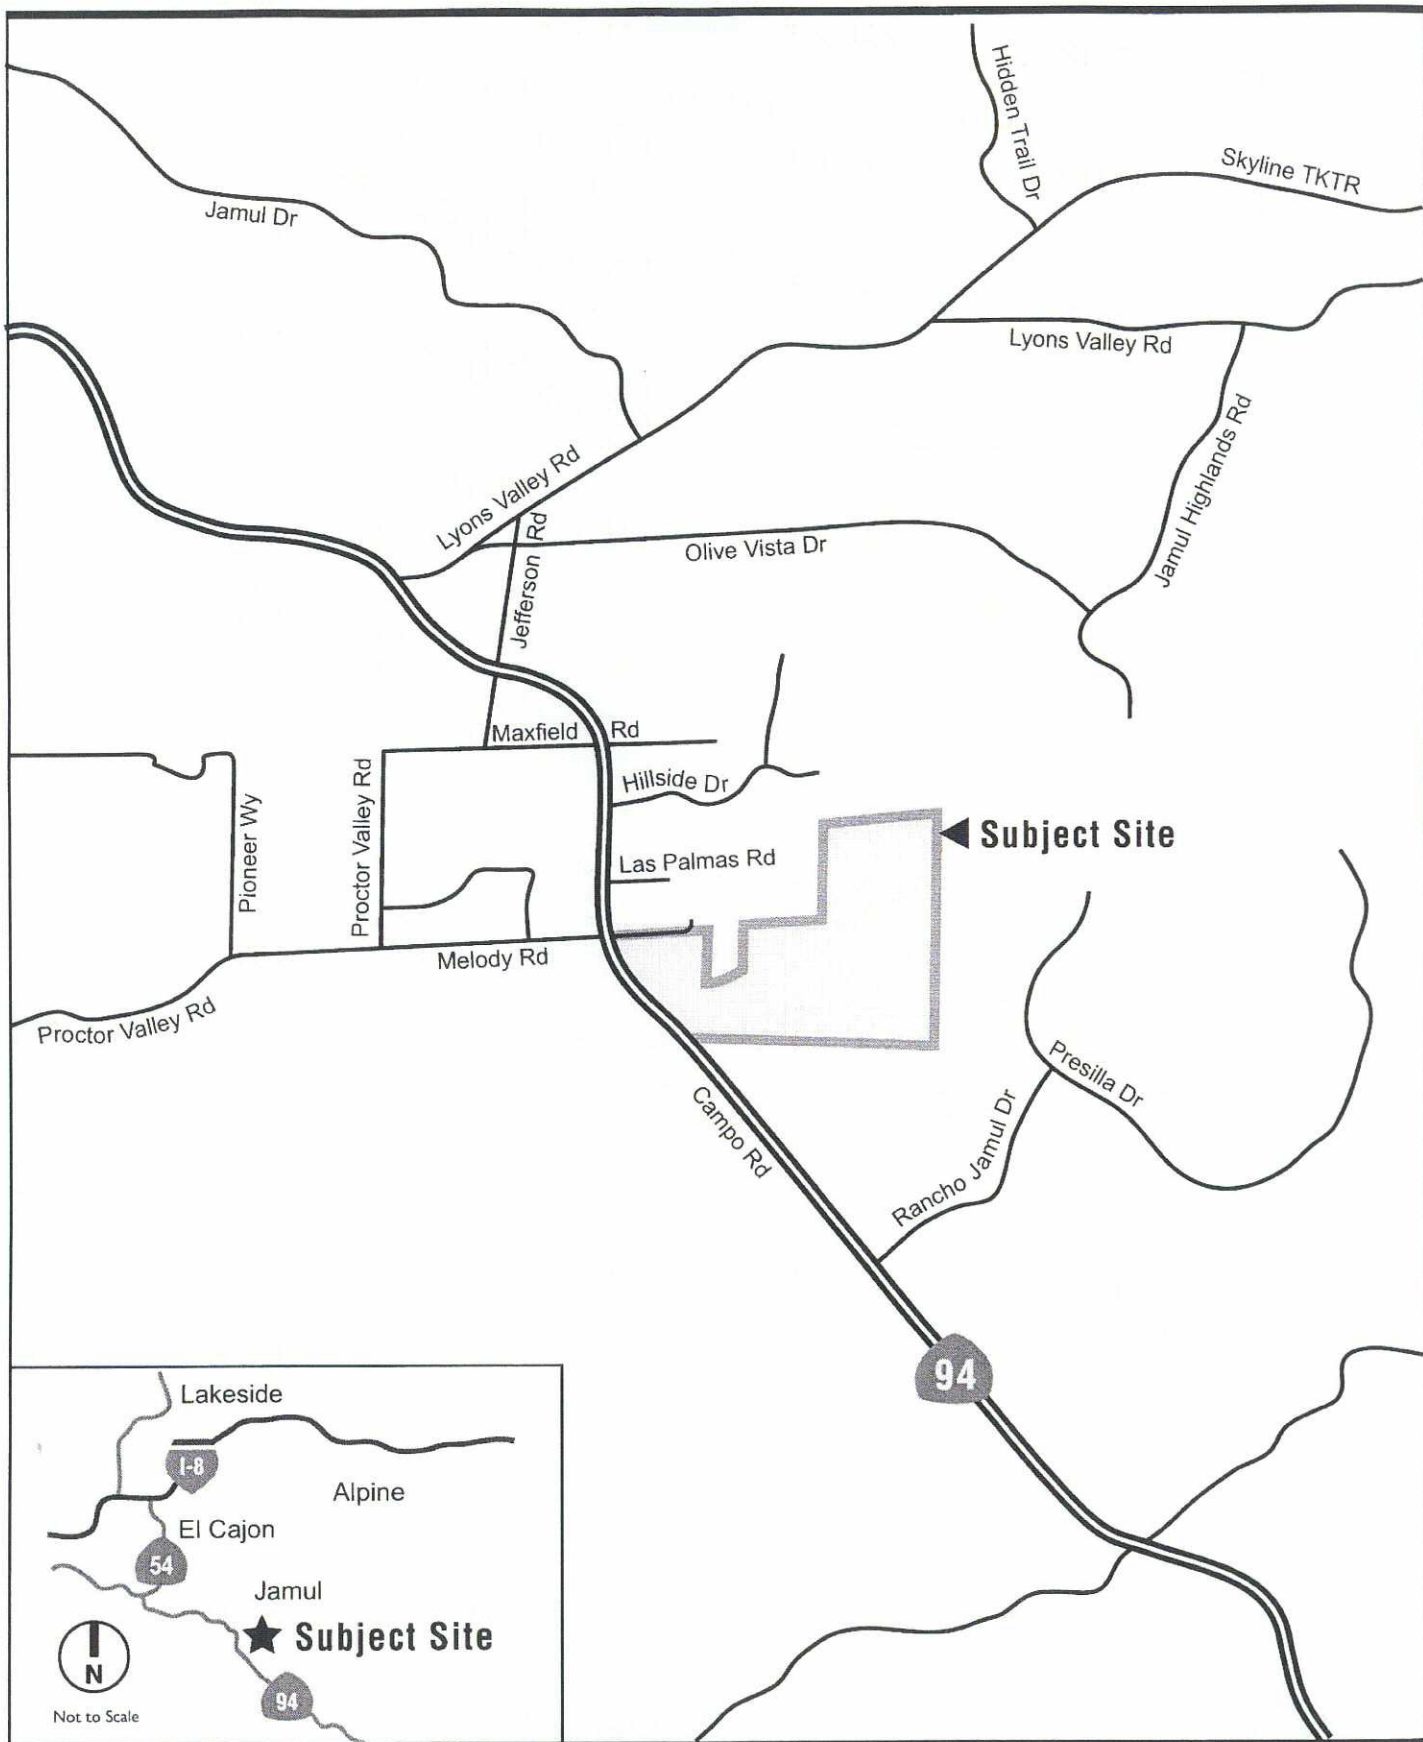 Hidden Trail Dr
Skyline TKTR
Jamul Dr
Lyons Valley Rd
Jamul Highlands Rd
Lyons Valley Rd
Jefferson Rd
Olive Vista Dr
Maxfield Rd
Hillside Dr
Pioneer Wy
Proctor Valley Rd
Subject Site
Las Palmas Rd
Melody Rd
Proctor Valley Rd
Presilla Dr
Campo Rd
Rancho Jamul Dr
94
Lakeside
I-8
Alpine
El Cajon
54
Jamul
Subject Site
N
94
Not to Scale